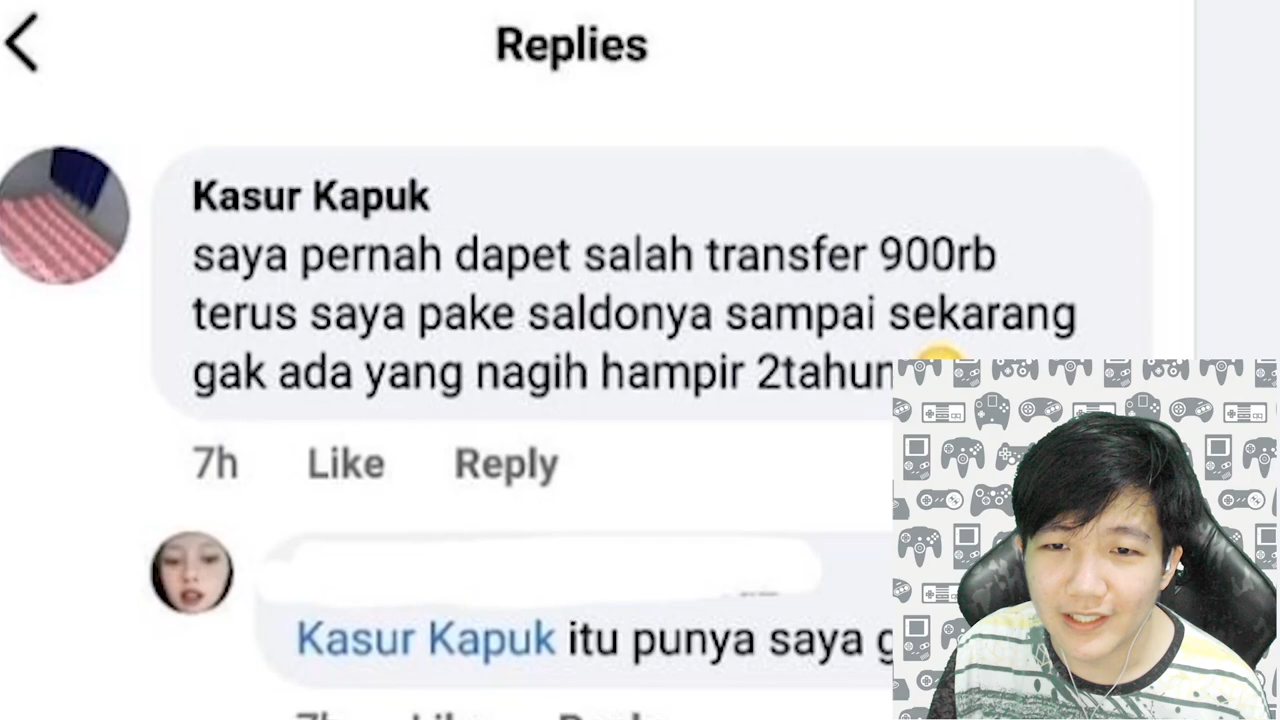 Replies
Kasur Kapuk
saya pernah dapet salah transfer 900rb
terus saya pake saldonya sampai sekarang
gak ada yang nagih hampir 2tahun
7h Like Reply
Kasur Kapuk itu punya saya